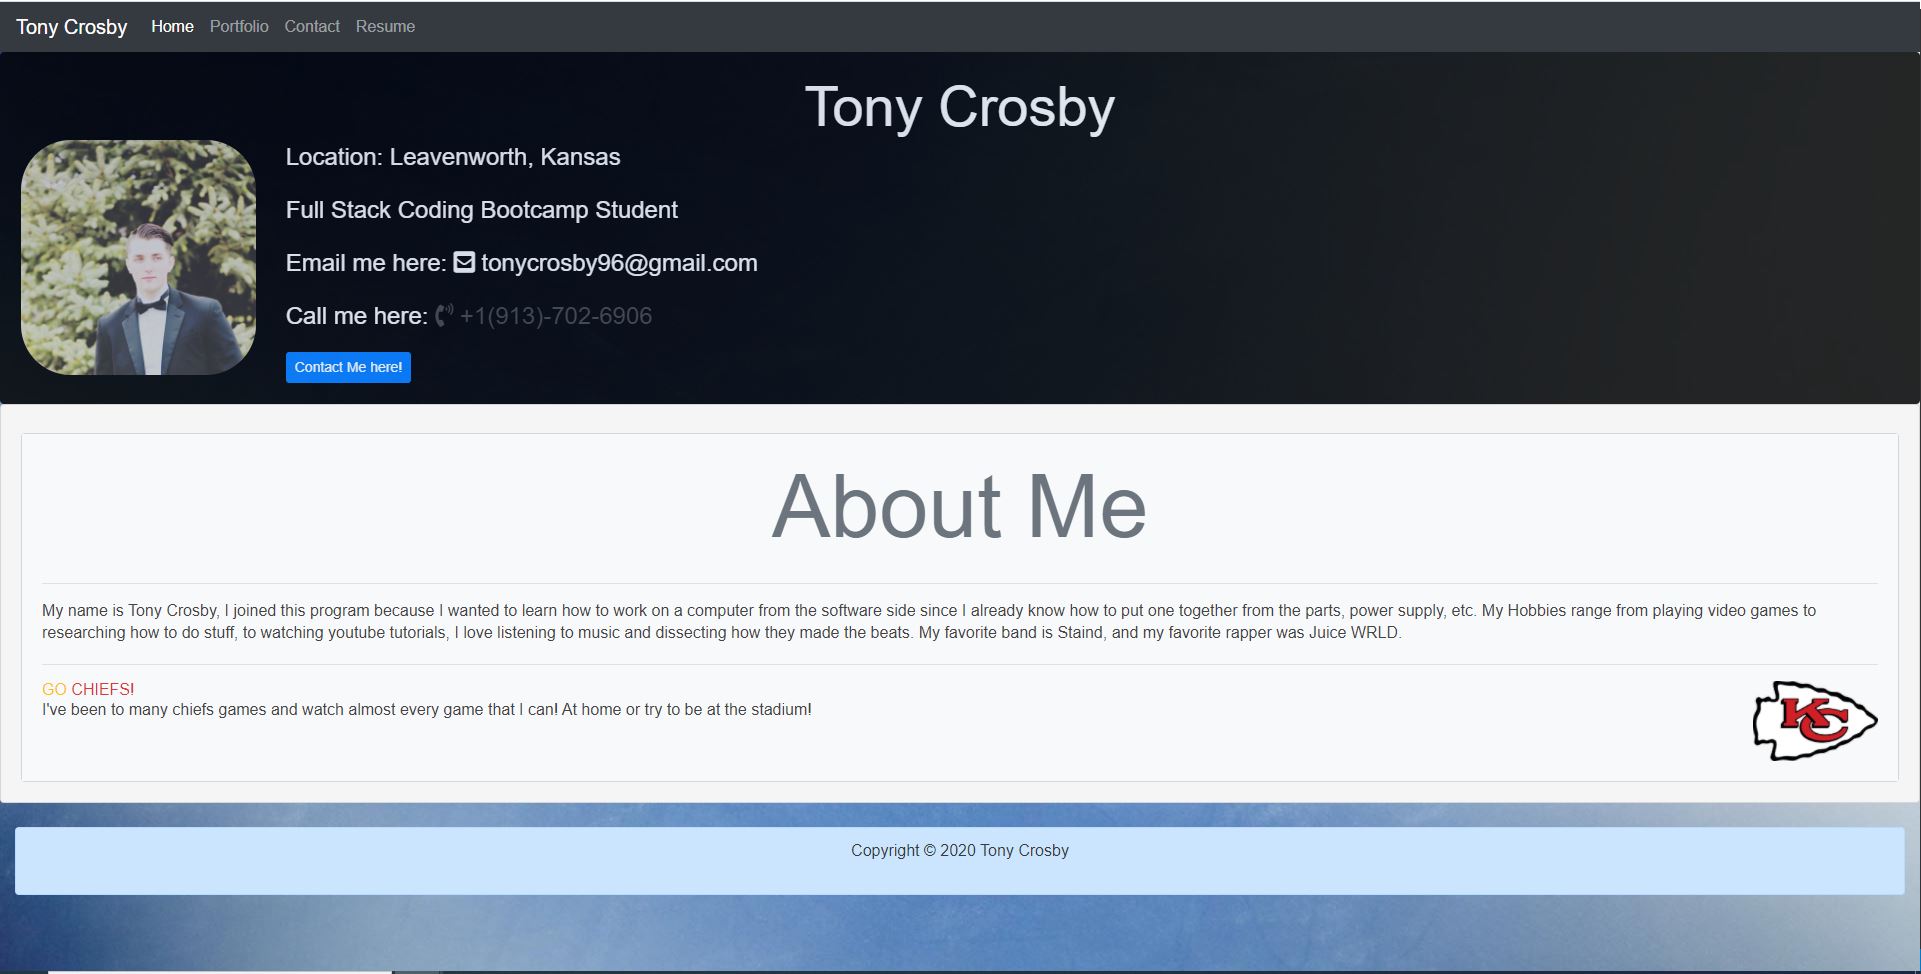 Tony Crosby Home Portfolio Contact Resume
Tony Crosby
Location: Leavenworth, Kansas
Full Stack Coding Bootcamp Student
Email me here: tonycrosby96@gmail.com
Call me here: +1(913)-702-6906
Contact Me here!
About Me
My name is Tony Crosby, I joined this program because I wanted to learn how to work on a computer from the software side since I already know how to put one together from the parts, power supply, etc. My Hobbies range from playing video games to
researching how to do stuff, to watching youtube tutorials, I love listening to music and dissecting how they made the beats. My favorite band is Staind, and my favorite rapper was Juice WRLD.
GO CHIEFS!
I've been to many chiefs games and watch almost every game that I can! At home or try to be at the stadium!
KC
Copyright © 2020 Tony Crosby